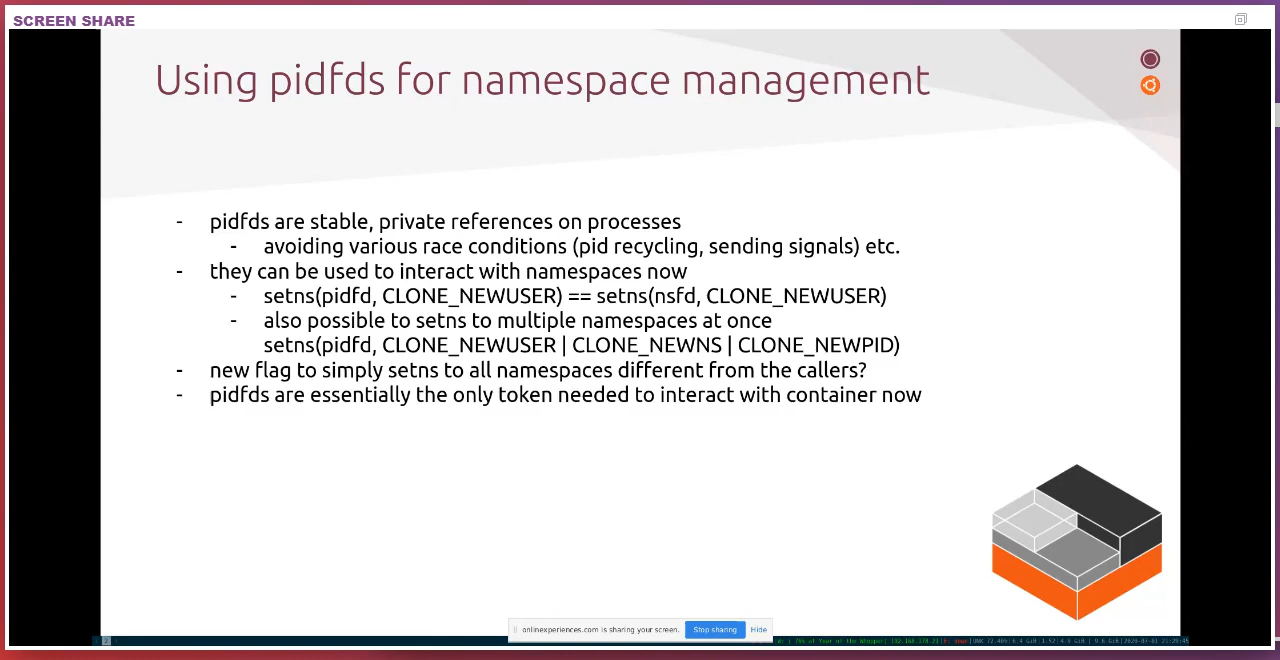 SCREEN SHARE
Using pidfds for namespace management
- pidfds are stable, private references on processes
- avoiding various race conditions (pid recycling, sending signals) etc.
- they can be used to interact with namespaces now
- setns(pidfd, CLONE_NEWUSER) == setns(nsfd, CLONE_NEWUSER)
- also possible to setns to multiple namespaces at once
setns(pidfd, CLONE_NEWUSER | CLONE_NEWNS | CLONE_NEWPID)
- new flag to simply setns to all namespaces different from the callers?
- pidfds are essentially the only token needed to interact with container now
onlinexperiences.com is sharing your screen. Stop sharing Hide